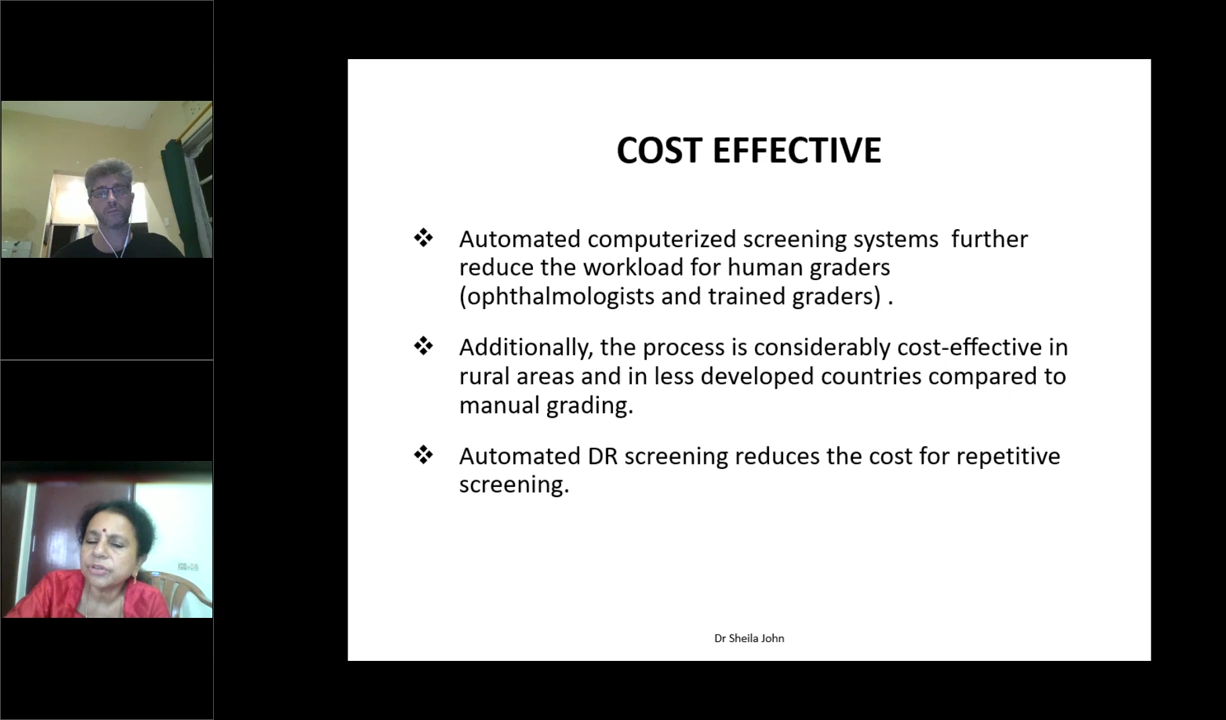 COST EFFECTIVE
❖ Automated computerized screening systems  further
reduce the workload for human graders
(ophthalmologists and trained graders) .
❖ Additionally, the process is considerably cost-effective in
rural areas and in less developed countries compared to
manual grading.
❖ Automated DR screening reduces the cost for repetitive
screening.
Dr Sheila John